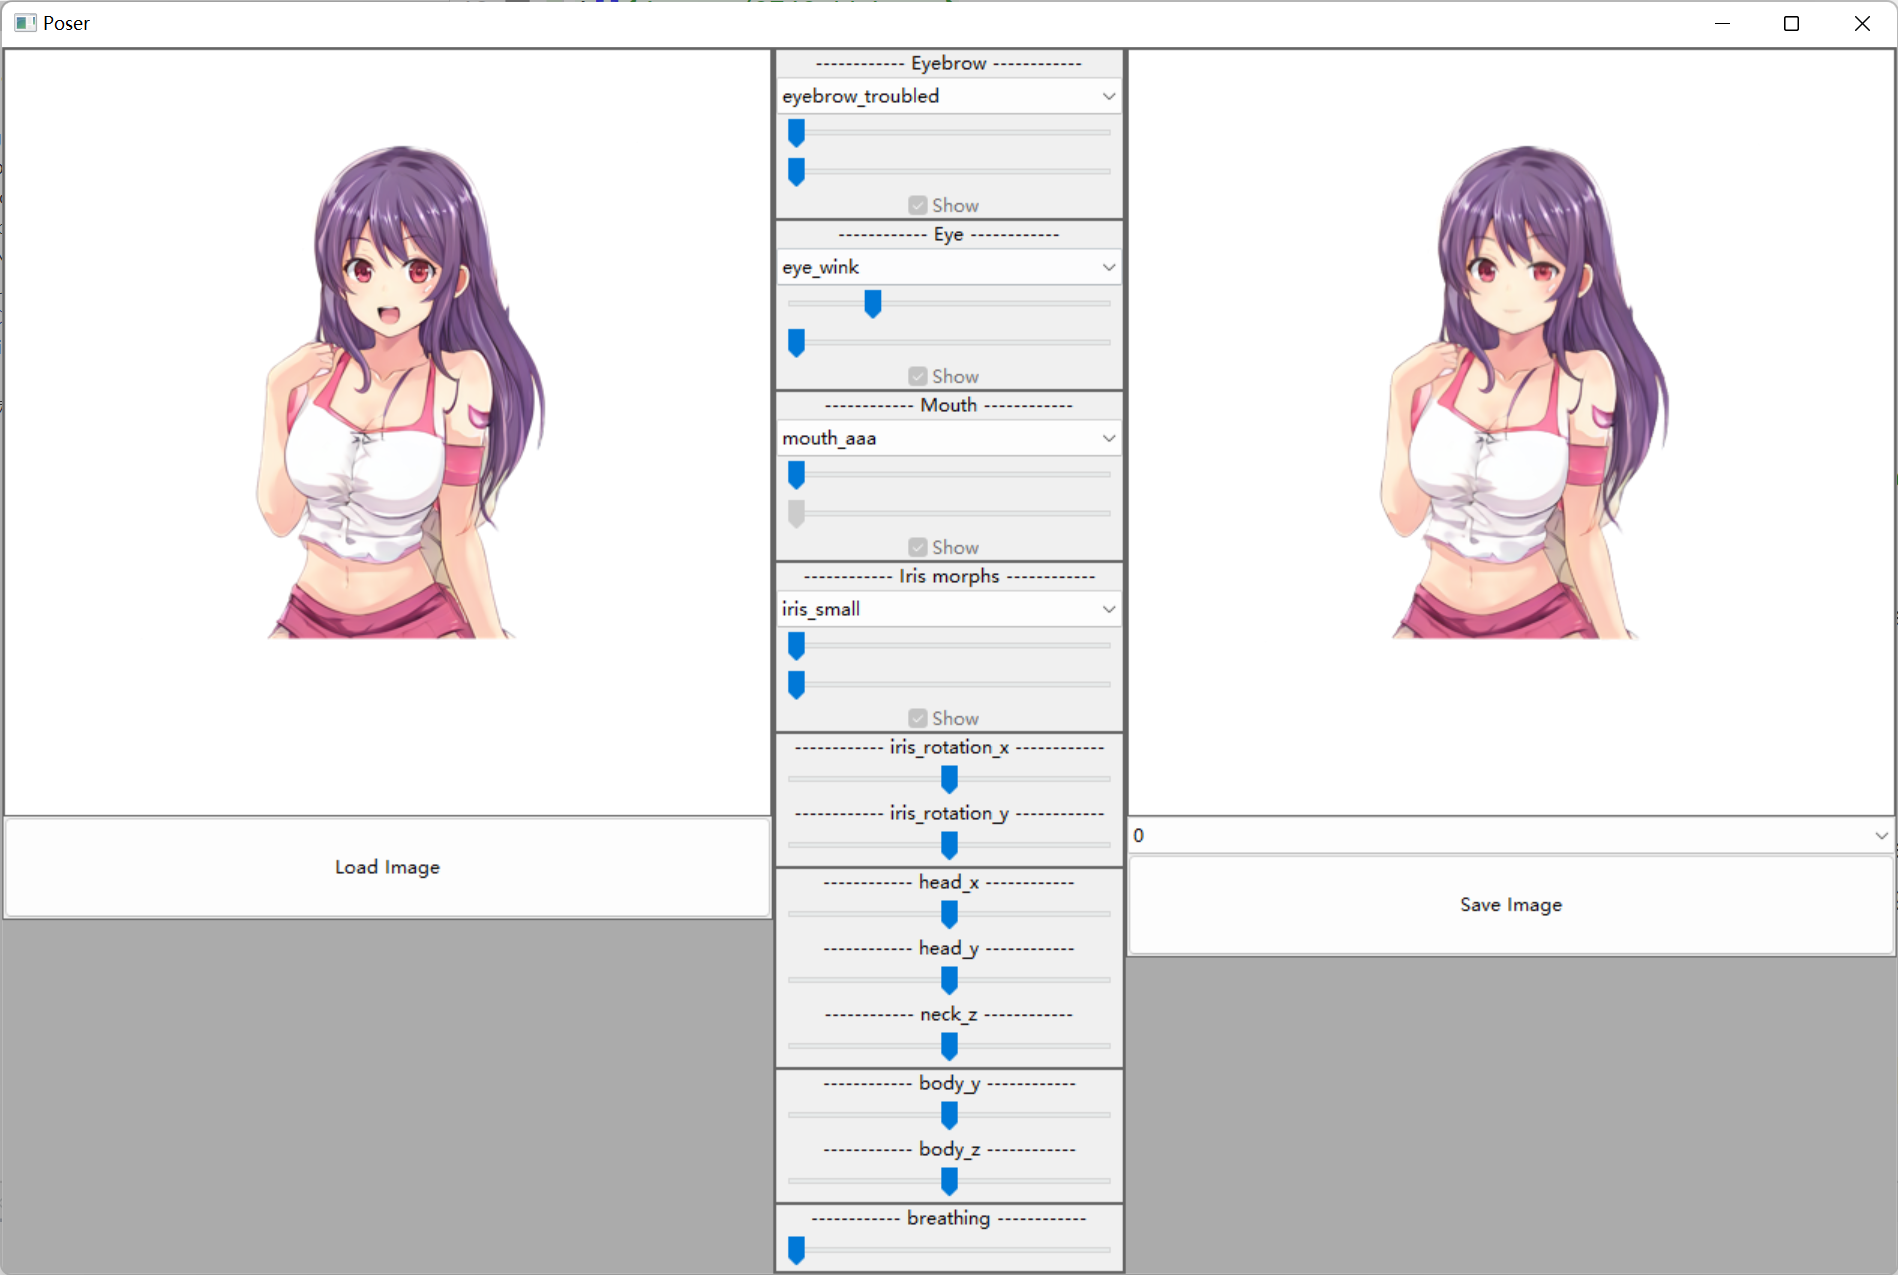 Poser
------------ Eyebrow ------------
eyebrow_troubled
Show
------------ Eye ------------
eye_wink
Show
------------ Mouth ------------
mouth_aaa
Show
------------ Iris morphs ------------
iris_small
Show
------------ iris_rotation_x ------------
------------ iris_rotation_y ------------
------------ head_x ------------
------------ head_y ------------
------------ neck_z ------------
------------ body_y ------------
------------ body_z ------------
------------ breathing ------------
Load Image
0
Save Image